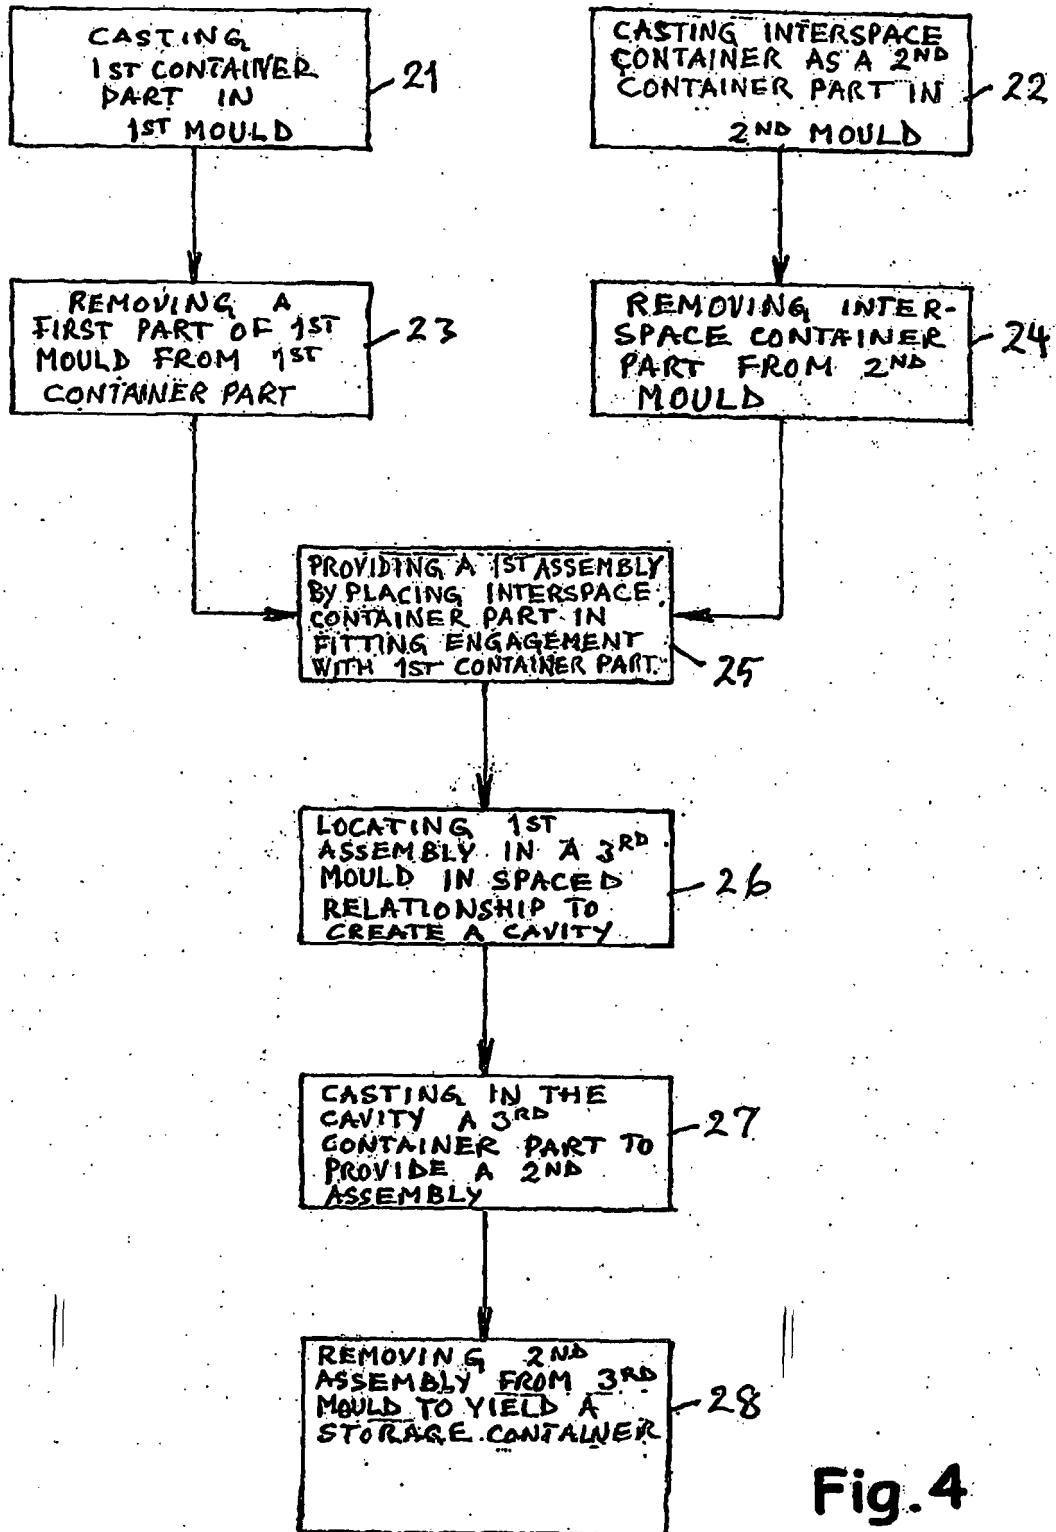 CASTING
1ST CONTAINER
PART IN
1ST MOULD
21
CASTING INTERSPACE
CONTAINER AS A 2ND
CONTAINER PART IN
2ND MOULD
22
REMOVING A
FIRST PART OF 1ST
MOULD FROM 1ST
CONTAINER PART
23
REMOVING INTER-
SPACE CONTAINER
PART FROM 2ND
MOULD
24
PROVIDING A 1ST ASSEMBLY
BY PLACING INTERSPACE
CONTAINER PART IN
FITTING ENGAGEMENT
WITH 1ST CONTAINER PART
25
LOCATING 1ST
ASSEMBLY IN A 3RD
MOULD IN SPACED
RELATIONSHIP TO
CREATE A CAVITY
26
CASTING IN THE
CAVITY A 3RD
CONTAINER PART TO
PROVIDE A 2ND
ASSEMBLY
27
REMOVING 2ND
ASSEMBLY FROM 3RD
MOULD TO YIELD A
STORAGE CONTAINER
28
Fig. 4